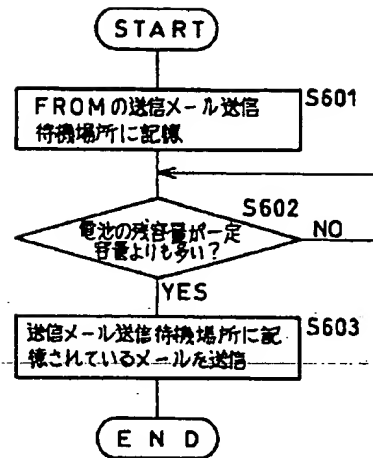 START
FROMの送信メール送信
待機場所に記録
S601
S602
電池の残容量が一定
容量よりも多い?
NO
YES
送信メール送信待機場所に記
録されているメールを送信
S603
END